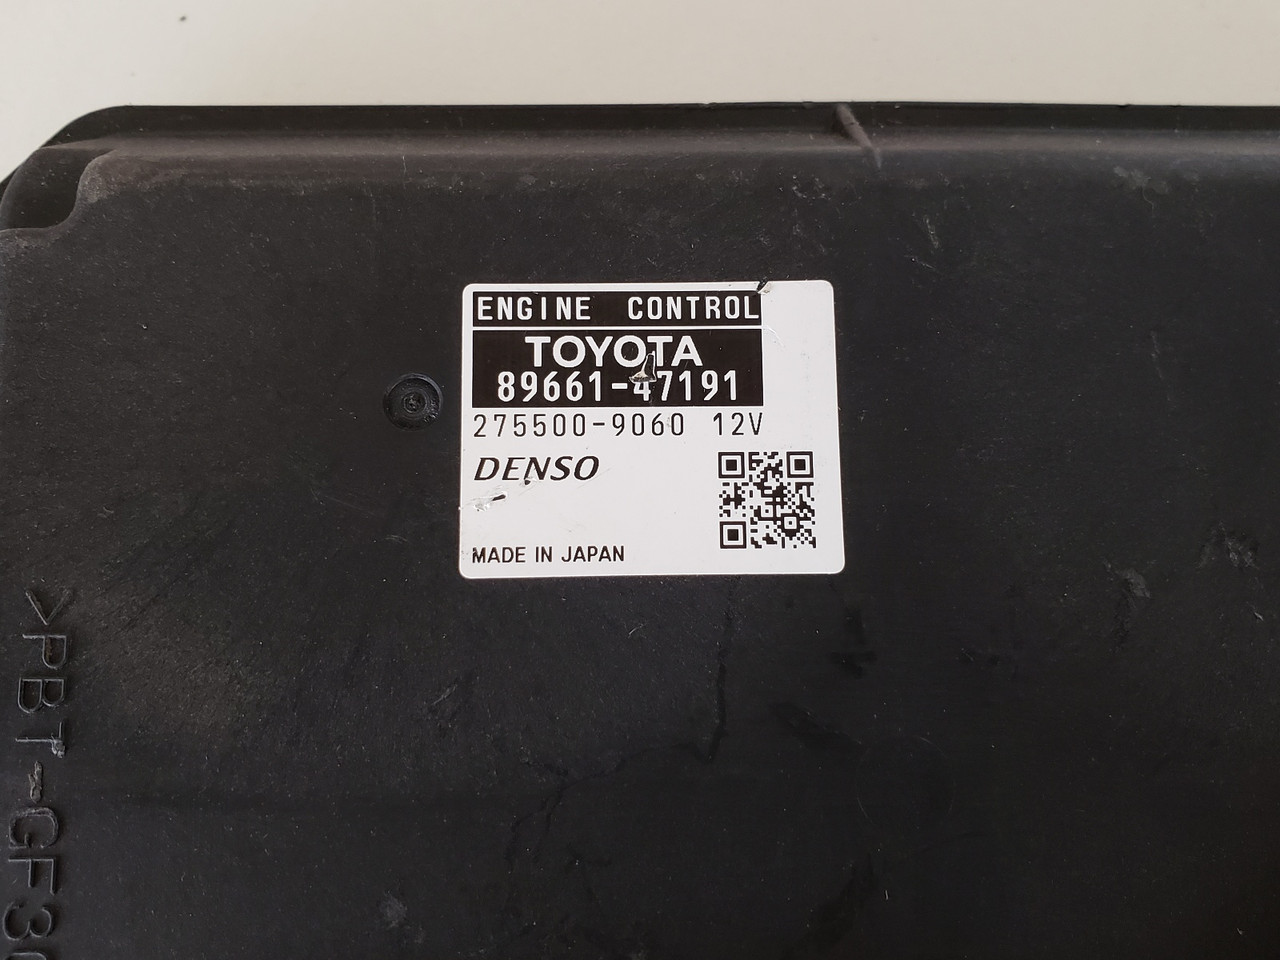 ENGINE CONTROL
TOYOTA
89661-47191
275500-9060 12V
DENSO
MADE IN JAPAN
>PBT-GF30